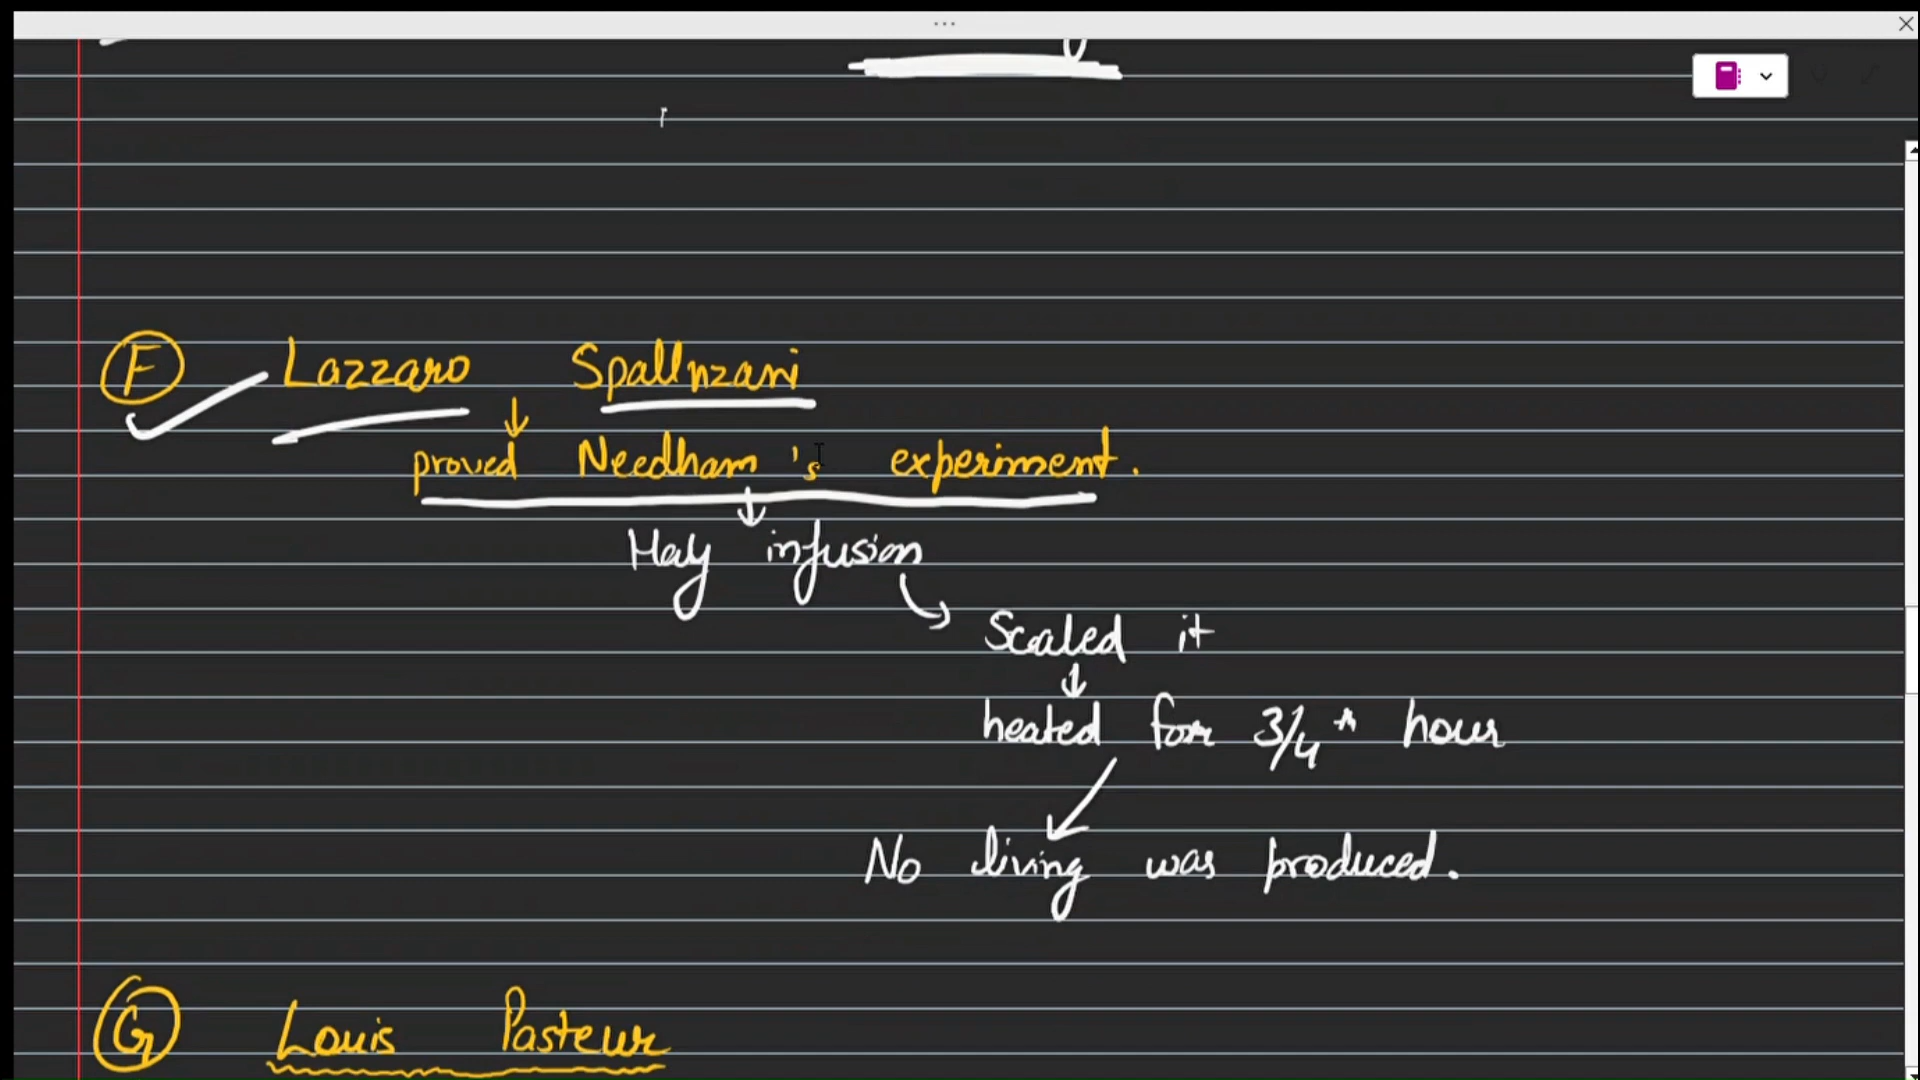 F Lazzaro Spallnzani
proved Needham's experiment.
Hay infusion
Sealed it
heated for 3/4th hour
No living was produced.
G Louis Pasteur